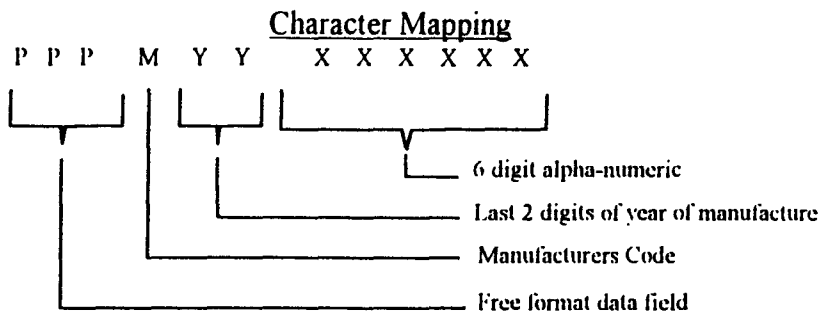 Character Mapping
P P P M Y Y X X X X X X
6 digit alpha-numeric
Last 2 digits of year of manufacture
Manufacturers Code
Free format data field